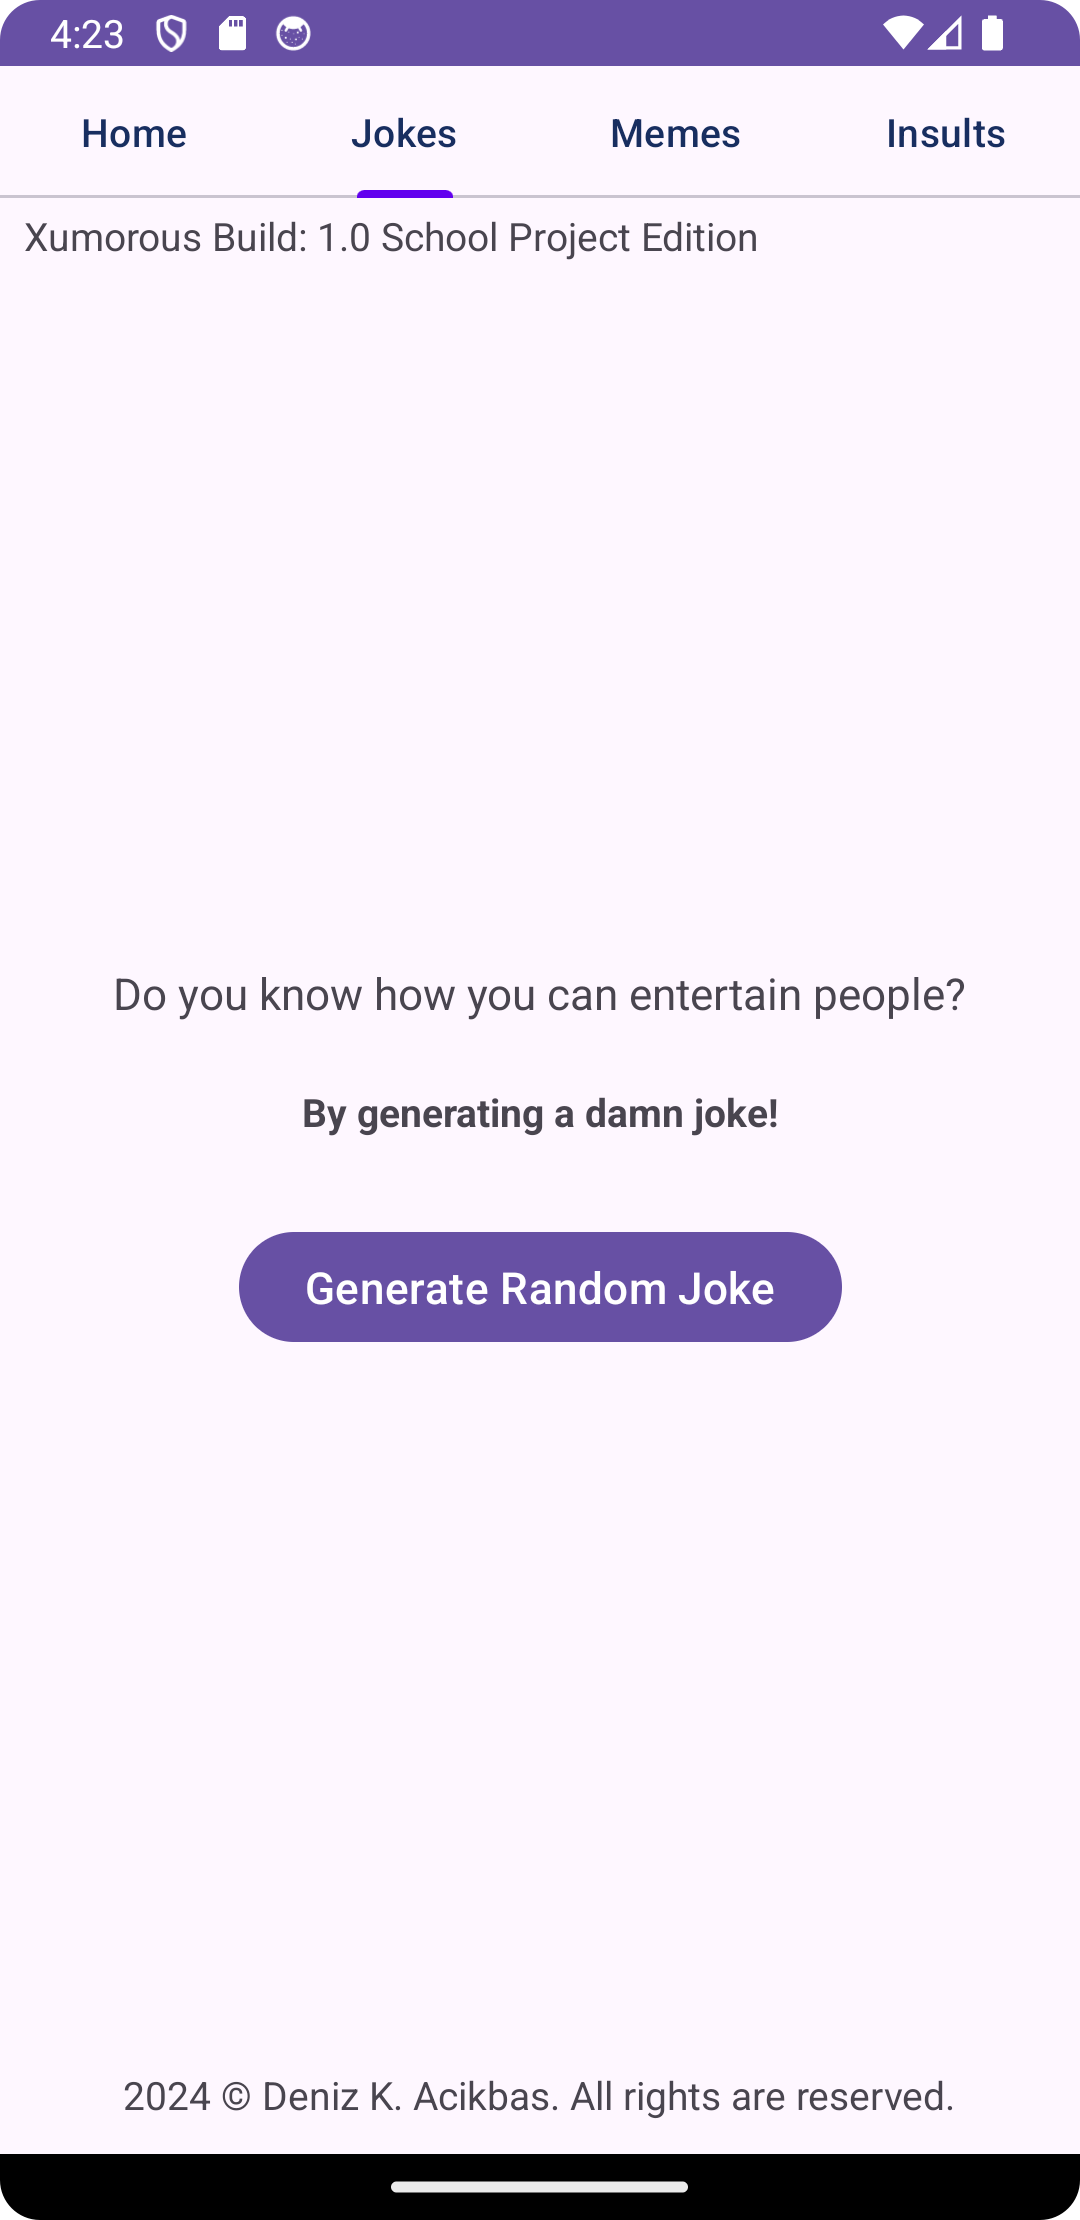 4:23
Home Jokes Memes Insults
Xumorous Build: 1.0 School Project Edition
Do you know how you can entertain people?
By generating a damn joke!
Generate Random Joke
2024 © Deniz K. Acikbas. All rights are reserved.